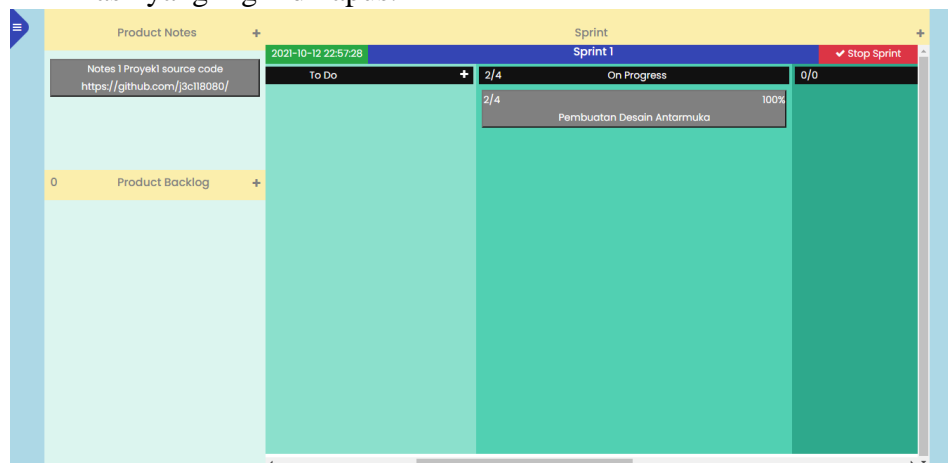 Product Notes +
Sprint +
2021-10-12 22:57:28 Sprint 1 Stop Sprint
Notes 1 Proyek1 source code
https://github.com/j3c118080/
To Do +
2/4 On Progress
0/0
2/4 100%
Pembuatan Desain Antarmuka
0 Product Backlog +